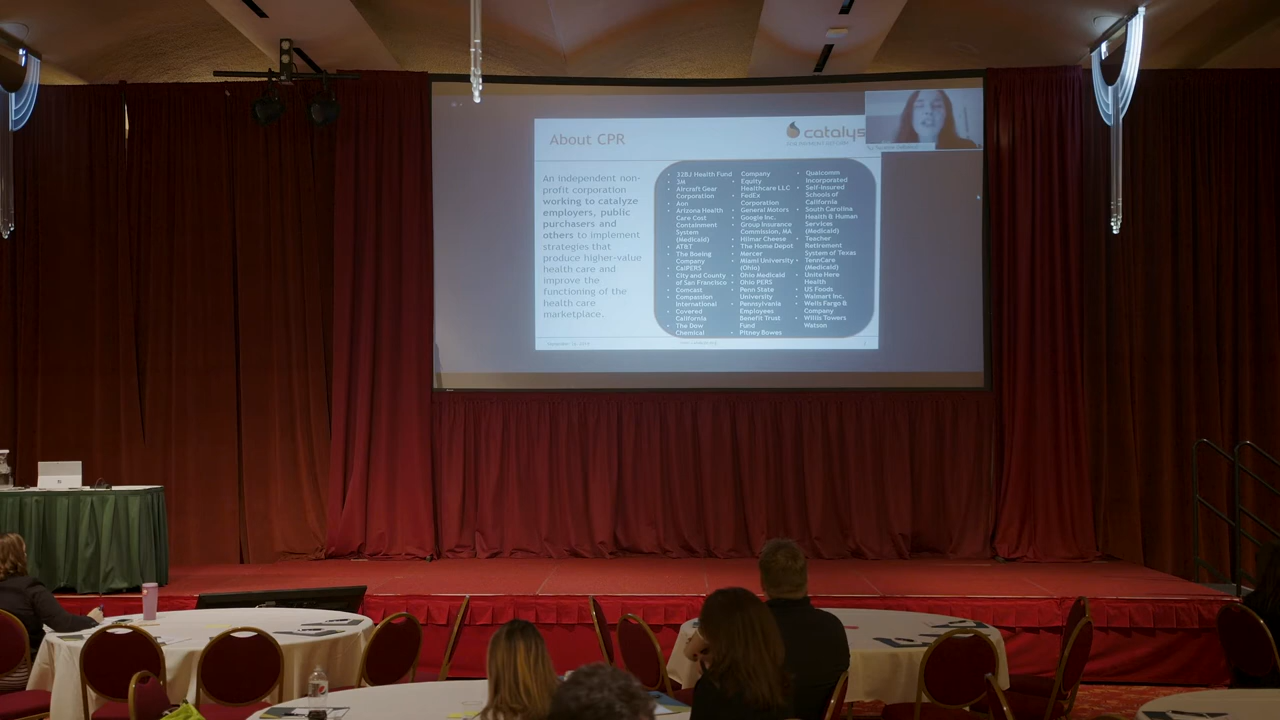 About CPR
catalys
An independent non-
profit corporation
working to catalyze
employers, public
purchasers and
others to implement
strategies that
produce higher-value
health care and
improve the
functioning of the
health care
marketplace.
• 32BJ Health Fund
• 3M
• Aircraft Gear
Corporation
• Aon
• Arizona Health
Care Cost
Containment
System
(Medicaid)
• AT&T
• The Boeing
Company
• CalPERS
• City and County
of San Francisco
• Comcast
• Compassion
International
• Covered
California
• The Dow
Chemical
Company
• Equity
Healthcare LLC
• FedEx
Corporation
• General Motors
• Google Inc.
• Group Insurance
Commission, MA
• Hilmar Cheese
• The Home Depot
• Mercer
• Miami University
(Ohio)
• Ohio Medicaid
• Ohio PERS
• Penn State
University
• Pennsylvania
Employees
Benefit Trust
Fund
• Pitney Bowes
• Qualcomm
Incorporated
• Self-Insured
Schools of
California
• South Carolina
Health & Human
Services
(Medicaid)
• Teacher
Retirement
System of Texas
• TennCare
(Medicaid)
• Unite Here
Health
• US Foods
• Walmart Inc.
• Wells Fargo &
Company
• Willis Towers
Watson